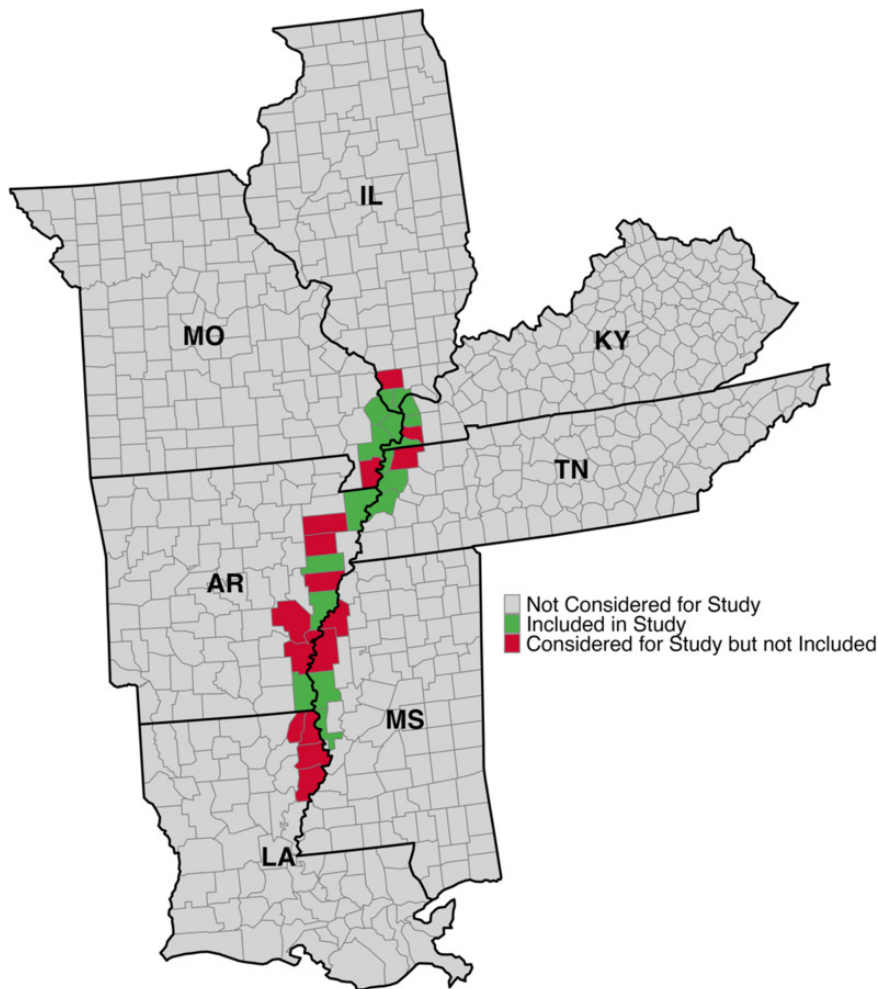 IL
MO
KY
TN
AR
Not Considered for Study
Included in Study
Considered for Study but not Included
MS
LA